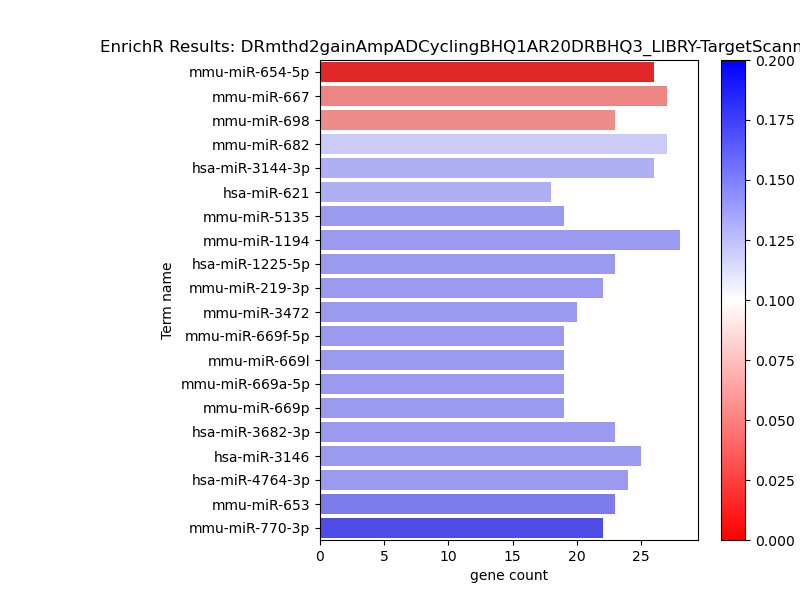 EnrichR Results: DRmthd2gainAmpADCyclingBHQ1AR20DRBHQ3_LIBRY-TargetScann
mmu-miR-654-5p
mmu-miR-667
mmu-miR-698
mmu-miR-682
hsa-miR-3144-3p
hsa-miR-621
mmu-miR-5135
mmu-miR-1194
hsa-miR-1225-5p
mmu-miR-219-3p
mmu-miR-3472
mmu-miR-669f-5p
mmu-miR-669l
mmu-miR-669a-5p
mmu-miR-669p
hsa-miR-3682-3p
hsa-miR-3146
hsa-miR-4764-3p
mmu-miR-653
mmu-miR-770-3p
Term name
0 5 10 15 20 25
gene count
0.200
0.175
0.150
0.125
0.100
0.075
0.050
0.025
0.000